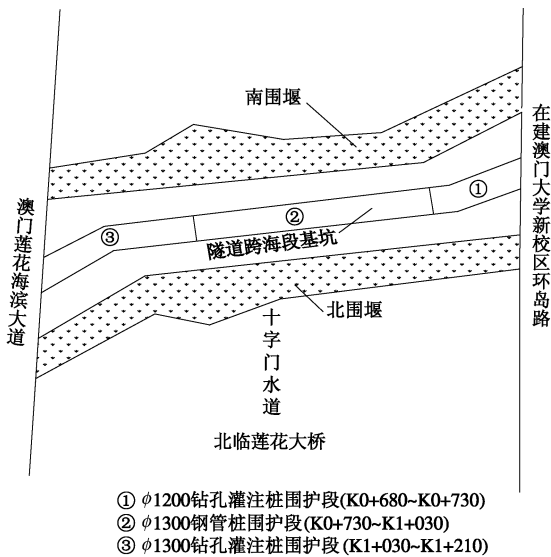 南围堰
在建澳门大学新校区环岛路
①
②
③
隧道跨海段基坑
澳门莲花海滨大道
北围堰
十字门水道
北临莲花大桥
① φ1200钻孔灌注桩围护段(K0+680~K0+730)
② φ1300钢管桩围护段(K0+730~K1+030)
③ φ1300钻孔灌注桩围护段(K1+030~K1+210)